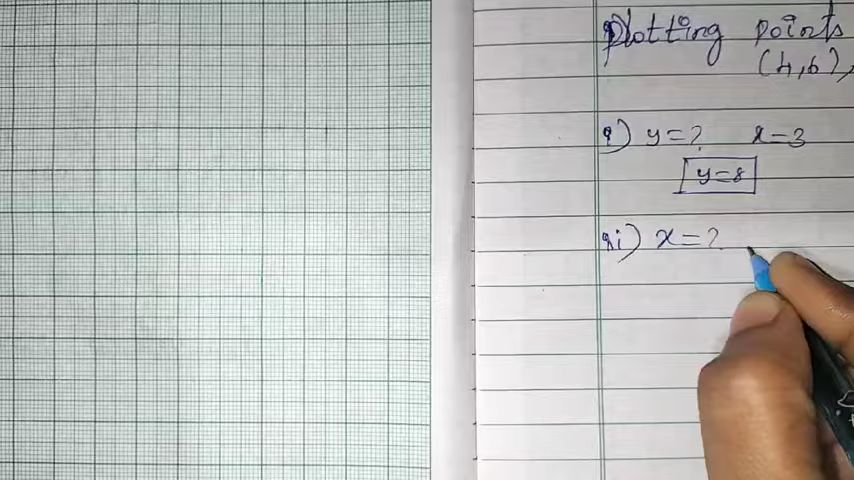 Plotting points
(4,6),
i) y=? x=3
y=8
ii) x=?